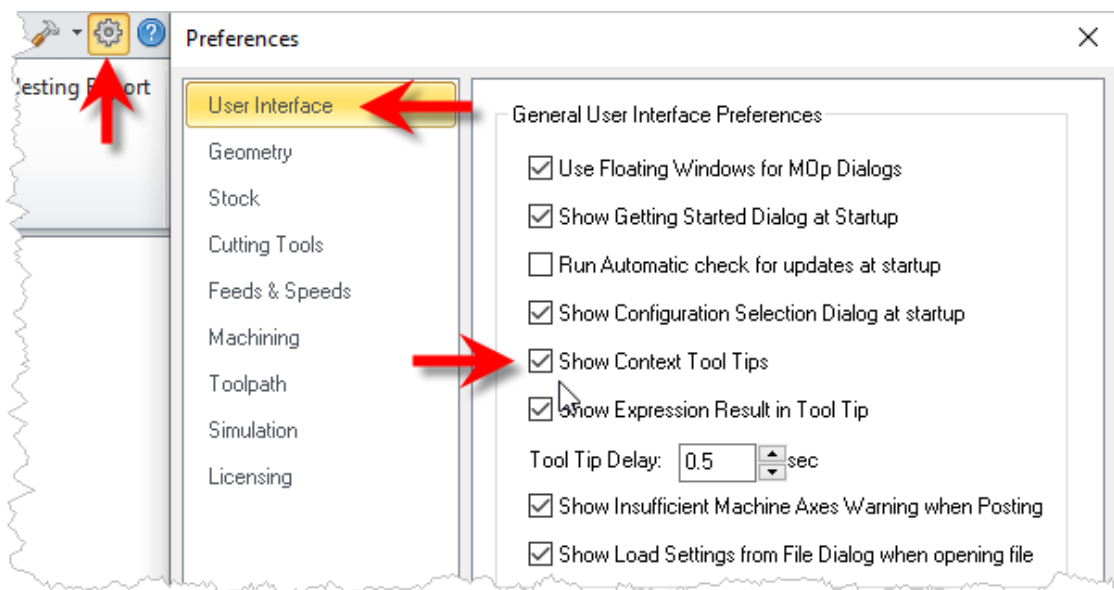 Preferences
User Interface
Geometry
Stock
Cutting Tools
Feeds & Speeds
Machining
Toolpath
Simulation
Licensing
General User Interface Preferences
Use Floating Windows for MOp Dialogs
Show Getting Started Dialog at Startup
Run Automatic check for updates at startup
Show Configuration Selection Dialog at startup
Show Context Tool Tips
Show Expression Result in Tool Tip
Tool Tip Delay: 0.5 sec
Show Insufficient Machine Axes Warning when Posting
Show Load Settings from File Dialog when opening file